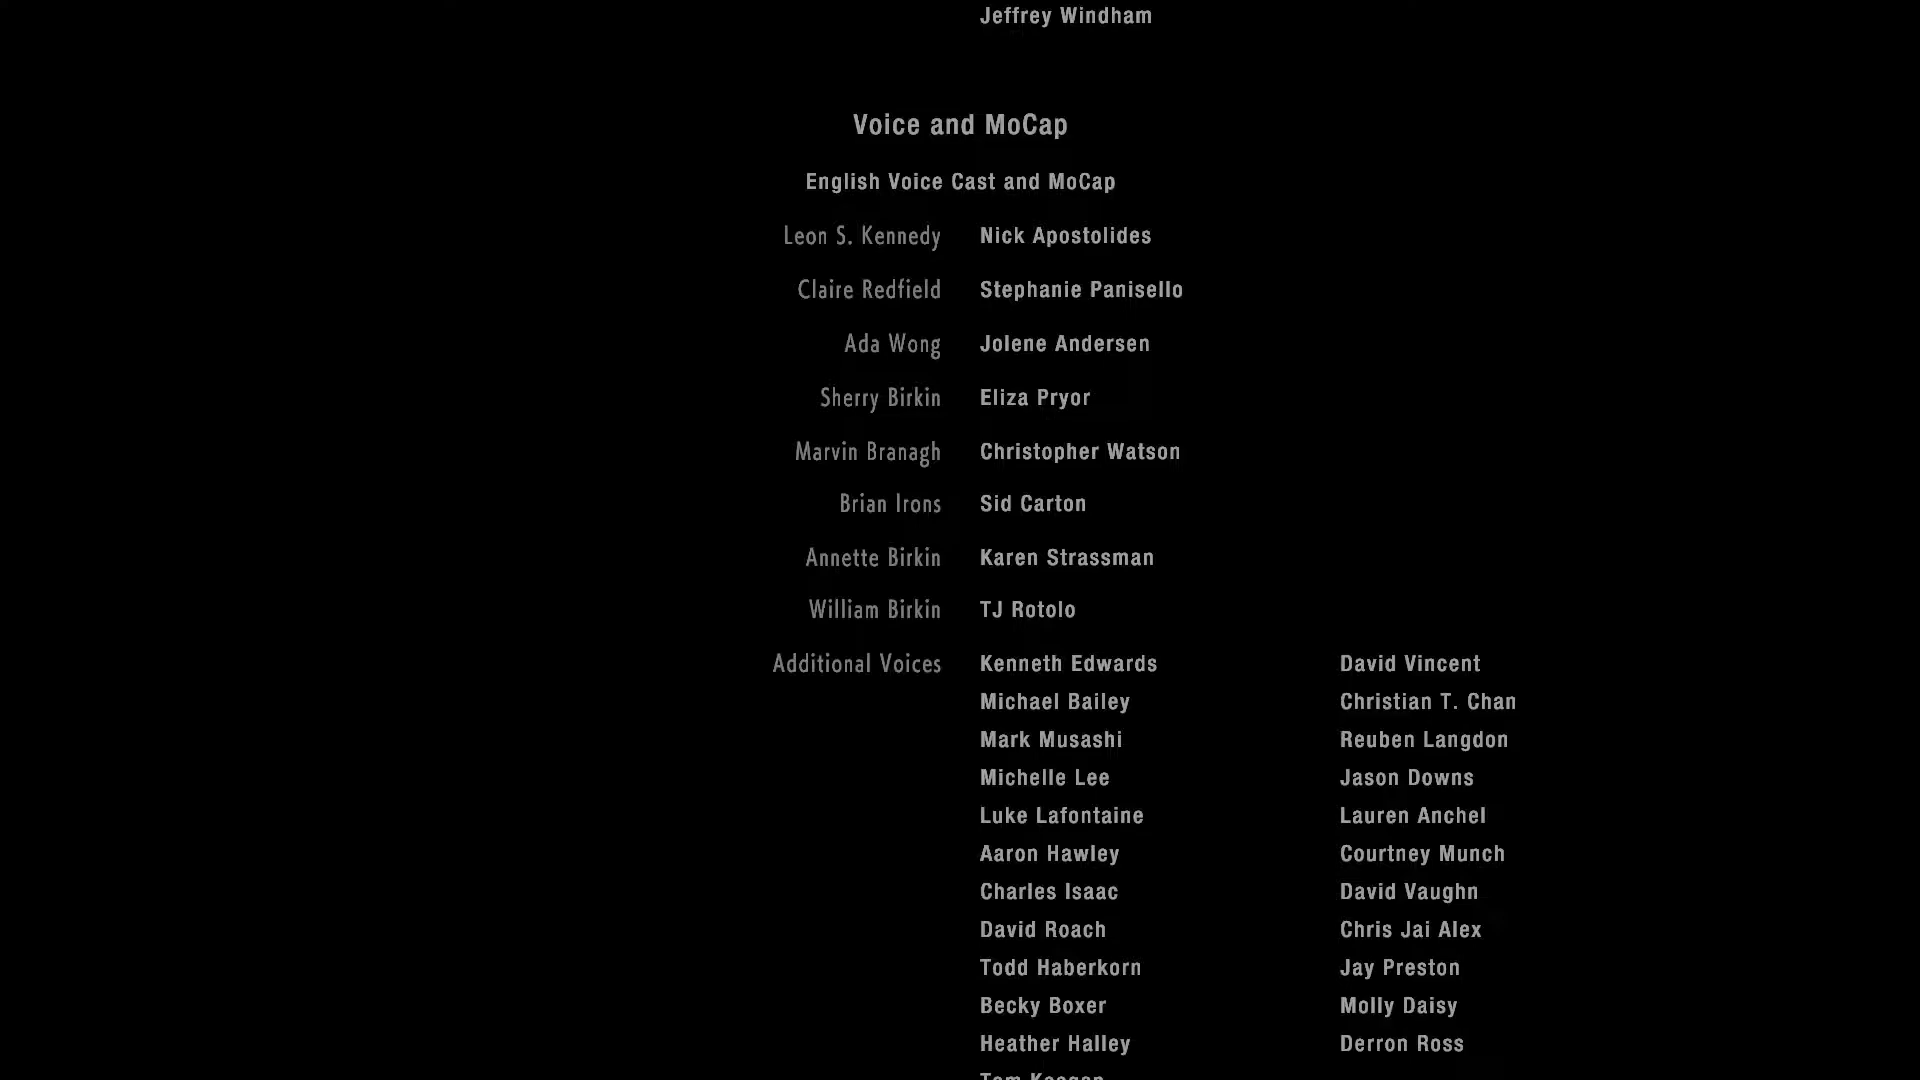 Jeffrey Windham
Voice and MoCap
English Voice Cast and MoCap
Leon S. Kennedy Nick Apostolides
Claire Redfield Stephanie Panisello
Ada Wong Jolene Andersen
Sherry Birkin Eliza Pryor
Marvin Branagh Christopher Watson
Brian Irons Sid Carton
Annette Birkin Karen Strassman
William Birkin TJ Rotolo
Additional Voices Kenneth Edwards David Vincent
Michael Bailey Christian T. Chan
Mark Musashi Reuben Langdon
Michelle Lee Jason Downs
Luke Lafontaine Lauren Anchel
Aaron Hawley Courtney Munch
Charles Isaac David Vaughn
David Roach Chris Jai Alex
Todd Haberkorn Jay Preston
Becky Boxer Molly Daisy
Heather Halley Derron Ross
Tom Keegan